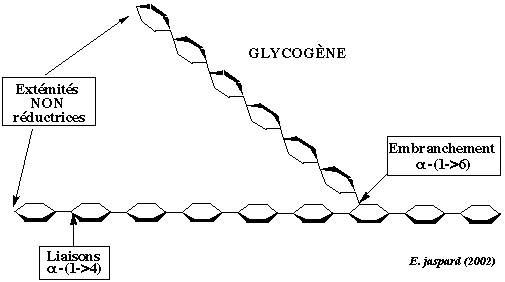 GLYCOGÈNE
Extémités
NON
réductrices
Embranchement
α-(1->6)
Liaisons
α-(1->4)
E. jaspard (2002)